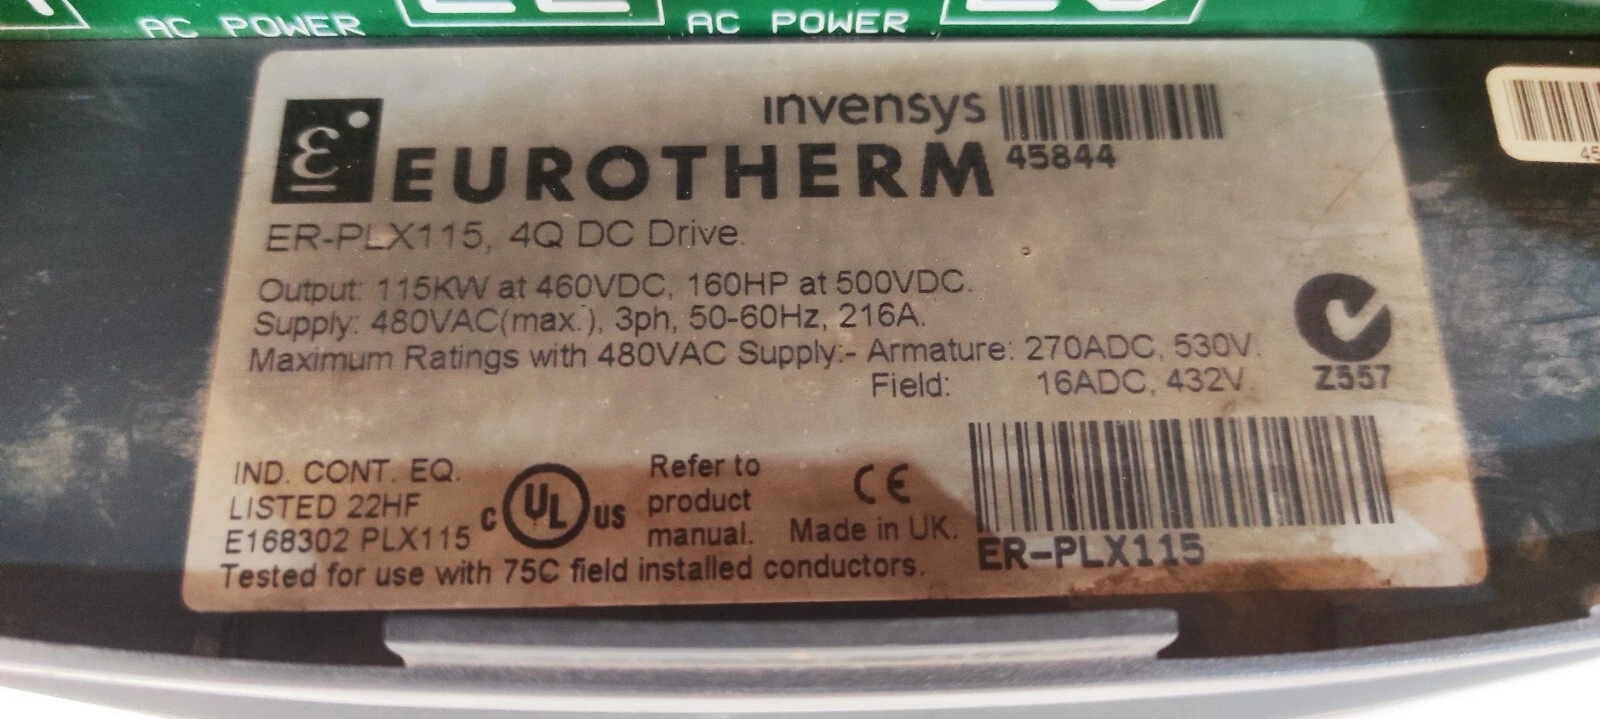 AC POWER
AC POWER
invensys
EUROTHERM
45844
ER-PLX115, 4Q DC Drive.
Output: 115KW at 460VDC, 160HP at 500VDC.
Supply: 480VAC(max.), 3ph, 50-60Hz, 216A.
Maximum Ratings with 480VAC Supply:- Armature: 270ADC, 530V.
Field: 16ADC, 432V.
Z557
IND. CONT. EQ.
LISTED 22HF
E168302 PLX115
C UL US
Refer to
product
manual.
CE
Made in UK.
Tested for use with 75C field installed conductors.
ER-PLX115